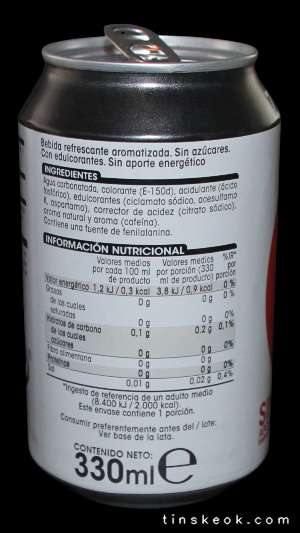 Bebida refrescante aromatizada. Sin azúcares.
Con edulcorantes. Sin aporte energético
INGREDIENTES
Agua carbonatada, colorante (E-150d), acidulante (ácido
fosfórico), edulcorantes (ciclamato sódico, acesulfamo
K, aspartamo), corrector de acidez (citrato sódico),
aroma natural y aroma (cafeína).
Contiene una fuente de fenilalanina.
INFORMACIÓN NUTRICIONAL
Valores medios por cada 100 ml de producto
Valores medios por porción (330 ml de producto)
%IR* por porción
Valor energético 1,2 kJ / 0,3 kcal 3,8 kJ / 0,9 kcal 0 %
Grasas 0 g 0 g 0 %
de las cuales
saturadas 0 g 0 g 0%
Hidratos de carbono 0,1 g 0,2 g 0,1%
de los cuales
azúcares 0 g 0 g 0%
Fibra alimentaria 0 g 0 g
Proteínas 0 g 0 g 0%
Sal 0.01 g 0.02 g 0,4%
*Ingesta de referencia de un adulto medio
(8.400 kJ / 2.000 kcal).
Este envase contiene 1 porción.
Consumir preferentemente antes del / lote:
Ver base de la lata.
CONTENIDO NETO:
330ml e
tinskeok.com